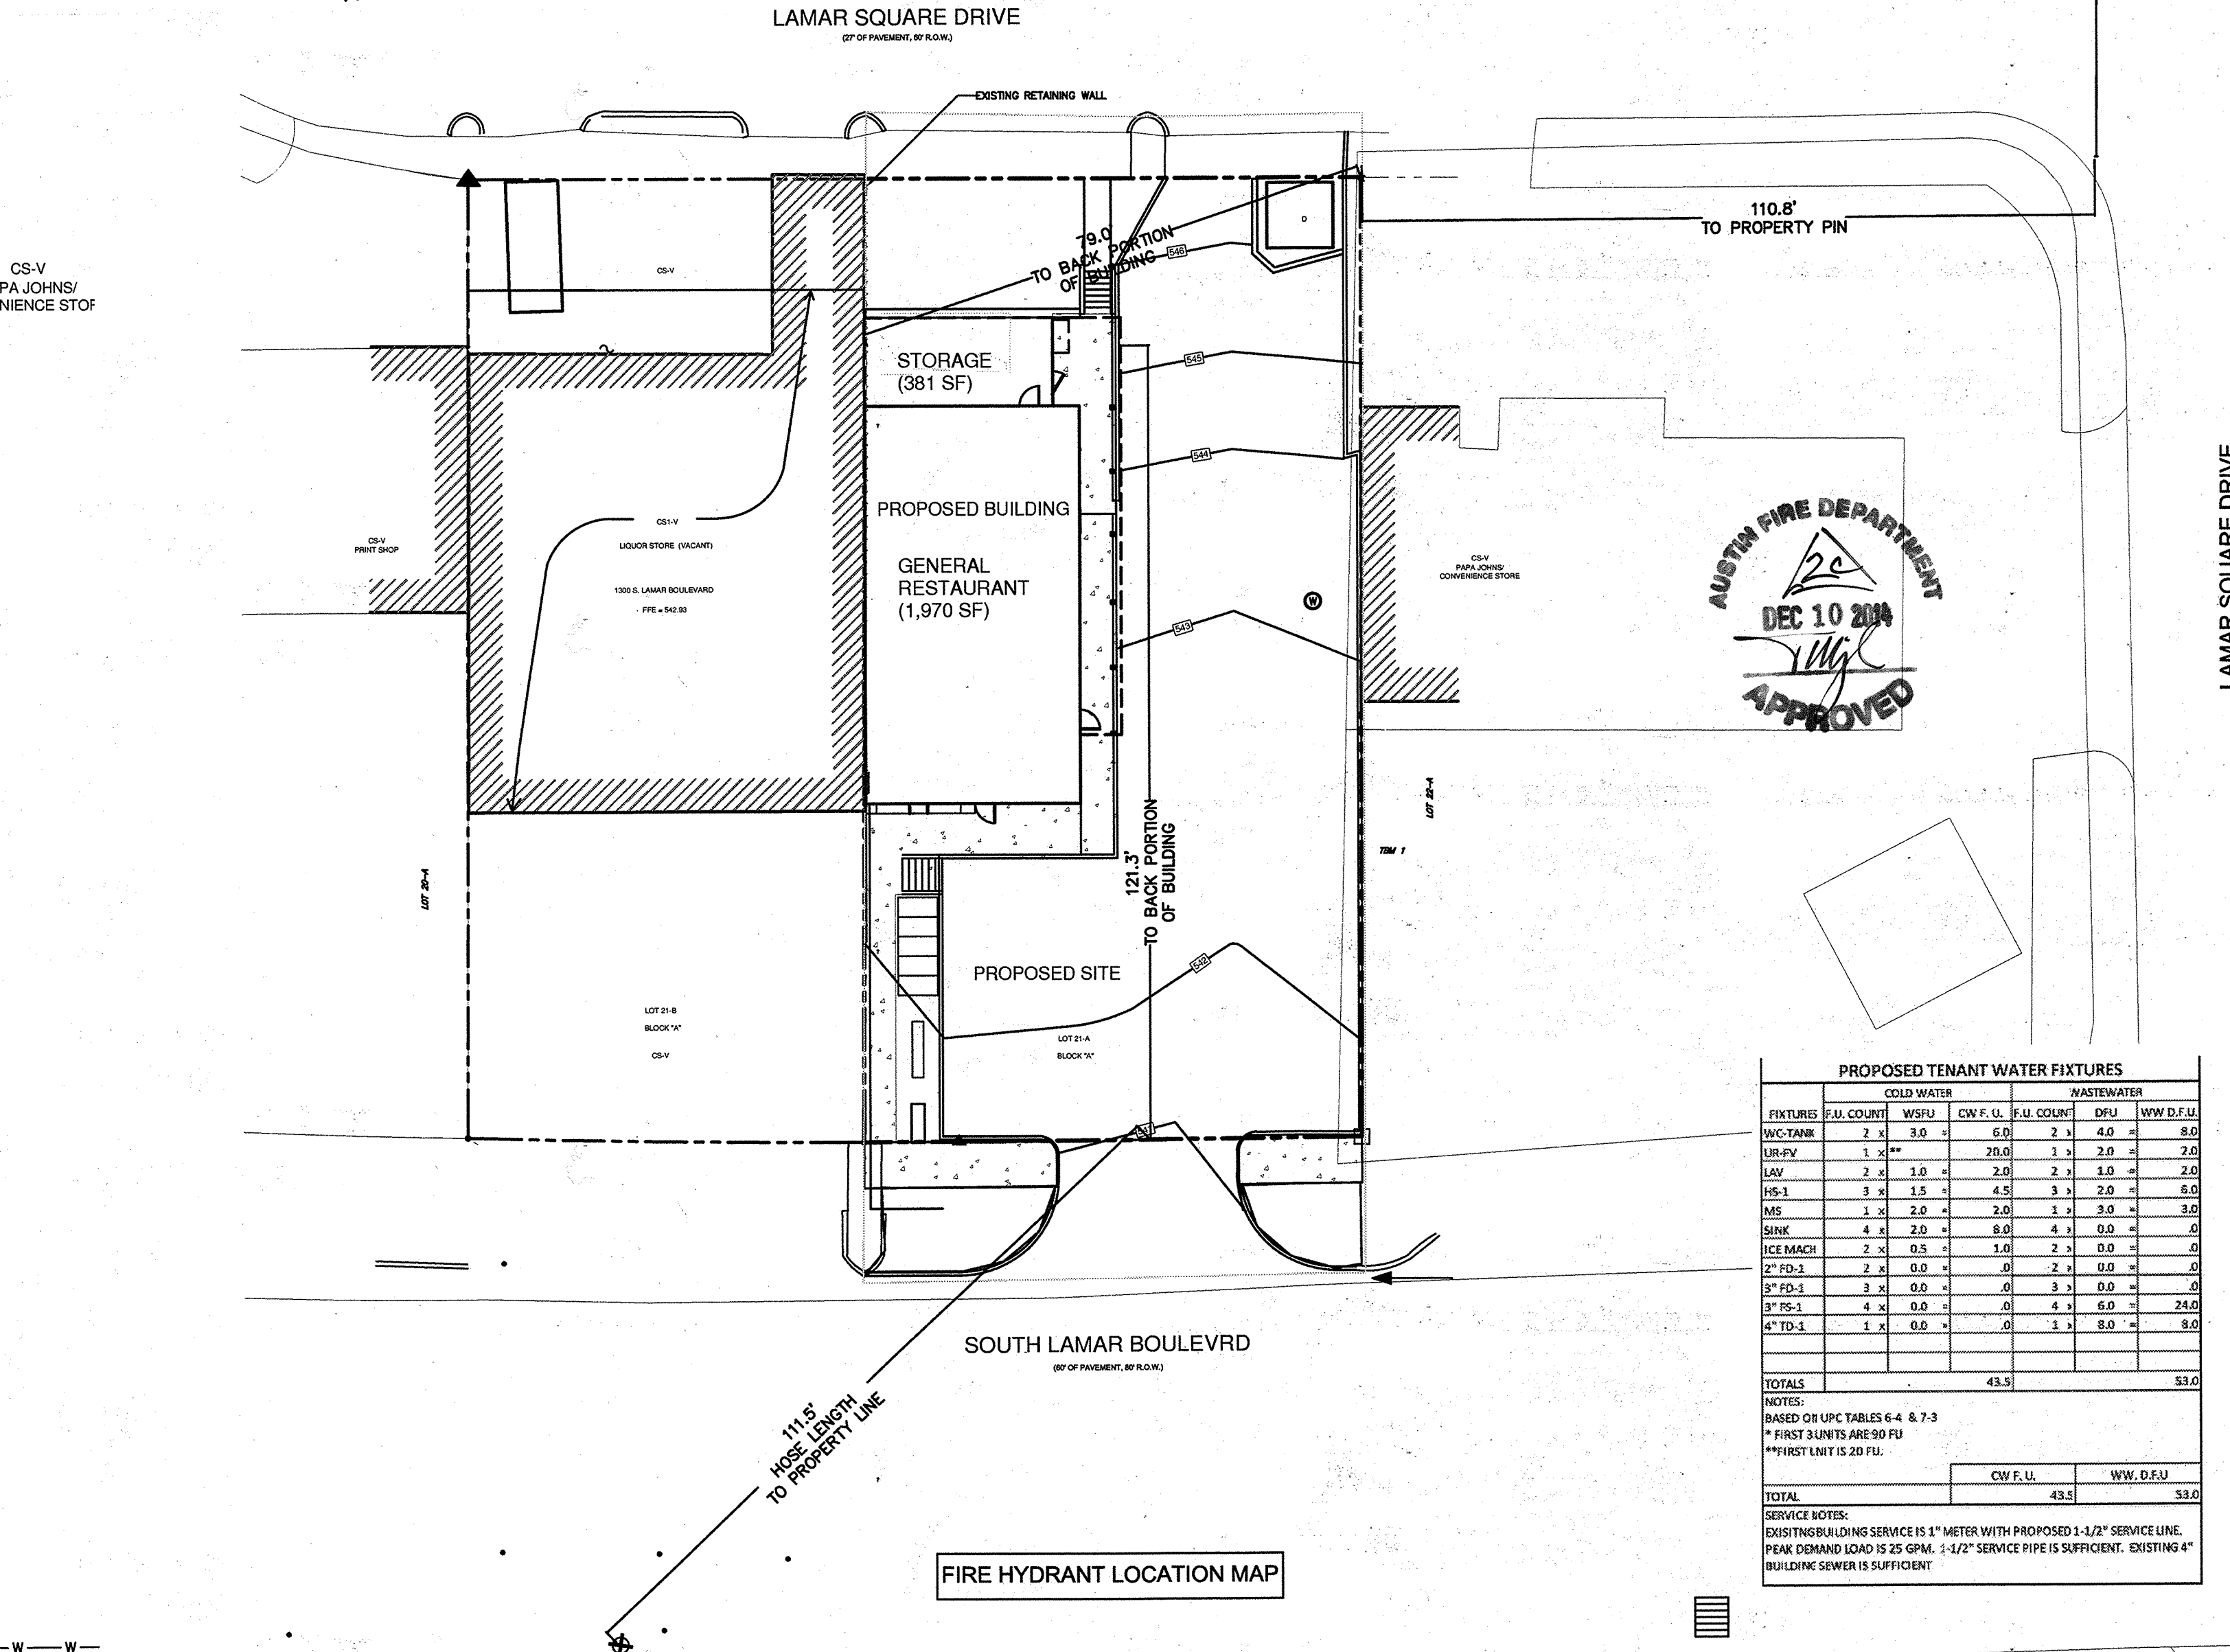 LAMAR SQUARE DRIVE
(27' OF PAVEMENT, 60' R.O.W.)
EXISTING RETAINING WALL
110.8'
TO PROPERTY PIN
79.0'
TO BACK PORTION
OF BUILDING
546
D
CS-V
PA JOHNS/
NIENCE STOF
CS-V
STORAGE
(381 SF)
545
544
PROPOSED BUILDING
GENERAL
RESTAURANT
(1,970 SF)
CS1-V
LIQUOR STORE (VACANT)
1300 S. LAMAR BOULEVARD
FFE = 542.93
CS-V
PRINT SHOP
W
543
CS-V
PAPA JOHNS/
CONVENIENCE STORE
AUSTIN FIRE DEPARTMENT
2c
DEC 10 2014
APPROVED
LAMAR SQUARE DRIVE
LOT 20-A
LOT 22-A
TBM 1
121.3'
TO BACK PORTION
OF BUILDING
PROPOSED SITE
542
LOT 21-B
BLOCK "A"
CS-V
LOT 21-A
BLOCK "A"
541
SOUTH LAMAR BOULEVRD
(60' OF PAVEMENT, 80' R.O.W.)
111.5'
HOSE LENGTH
TO PROPERTY LINE
FIRE HYDRANT LOCATION MAP
W W
PROPOSED TENANT WATER FIXTURES
COLD WATER WASTEWATER
FIXTURES F.U. COUNT WSFU CW F. U. F.U. COUNT DFU WW D.F.U.
WC-TANK 2 x 3.0 = 6.0 2 x 4.0 = 8.0
UR-FV 1 x ** 20.0 1 x 2.0 = 2.0
LAV 2 x 1.0 = 2.0 2 x 1.0 = 2.0
HS-1 3 x 1.5 = 4.5 3 x 2.0 = 6.0
MS 1 x 2.0 = 2.0 1 x 3.0 = 3.0
SINK 4 x 2.0 = 8.0 4 x 0.0 = .0
ICE MACH 2 x 0.5 = 1.0 2 x 0.0 = .0
2" FD-1 2 x 0.0 = .0 2 x 0.0 = .0
3" FD-1 3 x 0.0 = .0 3 x 0.0 = .0
3" FS-1 4 x 0.0 = .0 4 x 6.0 = 24.0
4" TD-1 1 x 0.0 = .0 1 x 8.0 = 8.0
TOTALS 43.5 53.0
NOTES:
BASED ON UPC TABLES 6-4 & 7-3
* FIRST 3 UNITS ARE 90 FU
**FIRST UNIT IS 20 FU.
CW F. U. WW. D.F.U
TOTAL 43.5 53.0
SERVICE NOTES:
EXISITNG BUILDING SERVICE IS 1" METER WITH PROPOSED 1-1/2" SERVICE LINE.
PEAK DEMAND LOAD IS 25 GPM. 1-1/2" SERVICE PIPE IS SUFFICIENT. EXISTING 4"
BUILDING SEWER IS SUFFICIENT